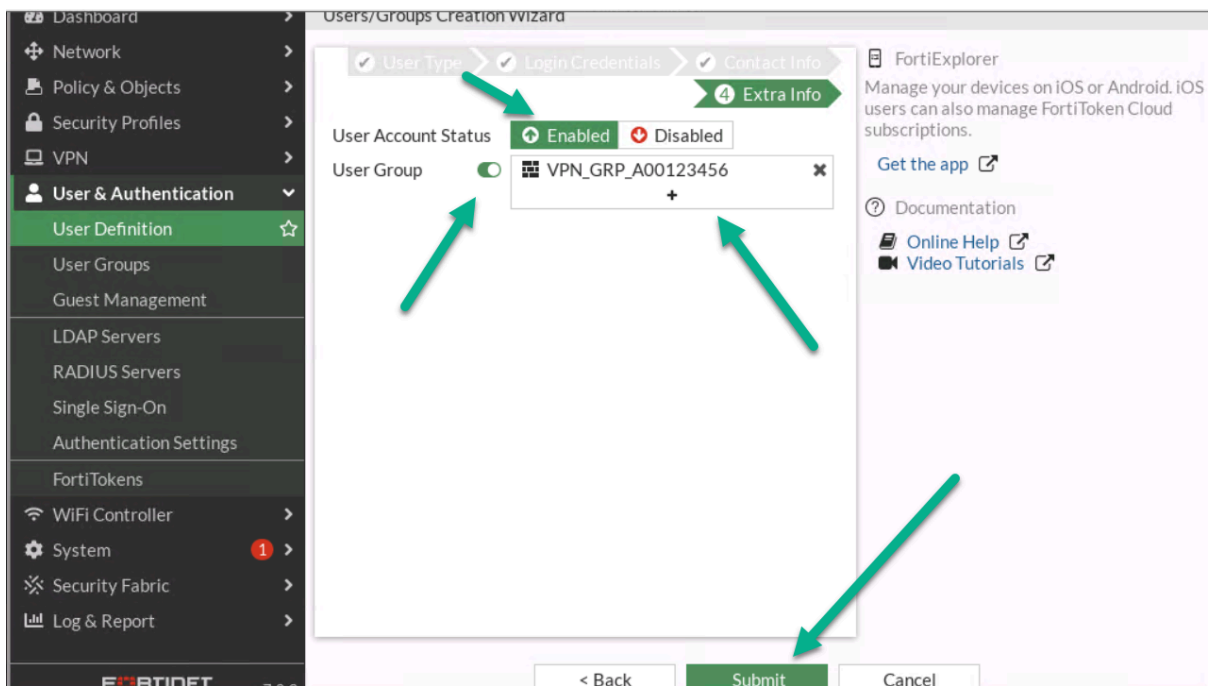 Dashboard
Network
Policy & Objects
Security Profiles
VPN
User & Authentication
User Definition
User Groups
Guest Management
LDAP Servers
RADIUS Servers
Single Sign-On
Authentication Settings
FortiTokens
WiFi Controller
System 1
Security Fabric
Log & Report
Users/Groups Creation Wizard
User Type Login Credentials Contact Info
4 Extra Info
User Account Status Enabled Disabled
User Group VPN_GRP_A00123456
+
< Back Submit Cancel
FortiExplorer
Manage your devices on iOS or Android. iOS
users can also manage FortiToken Cloud
subscriptions.
Get the app
Documentation
Online Help
Video Tutorials